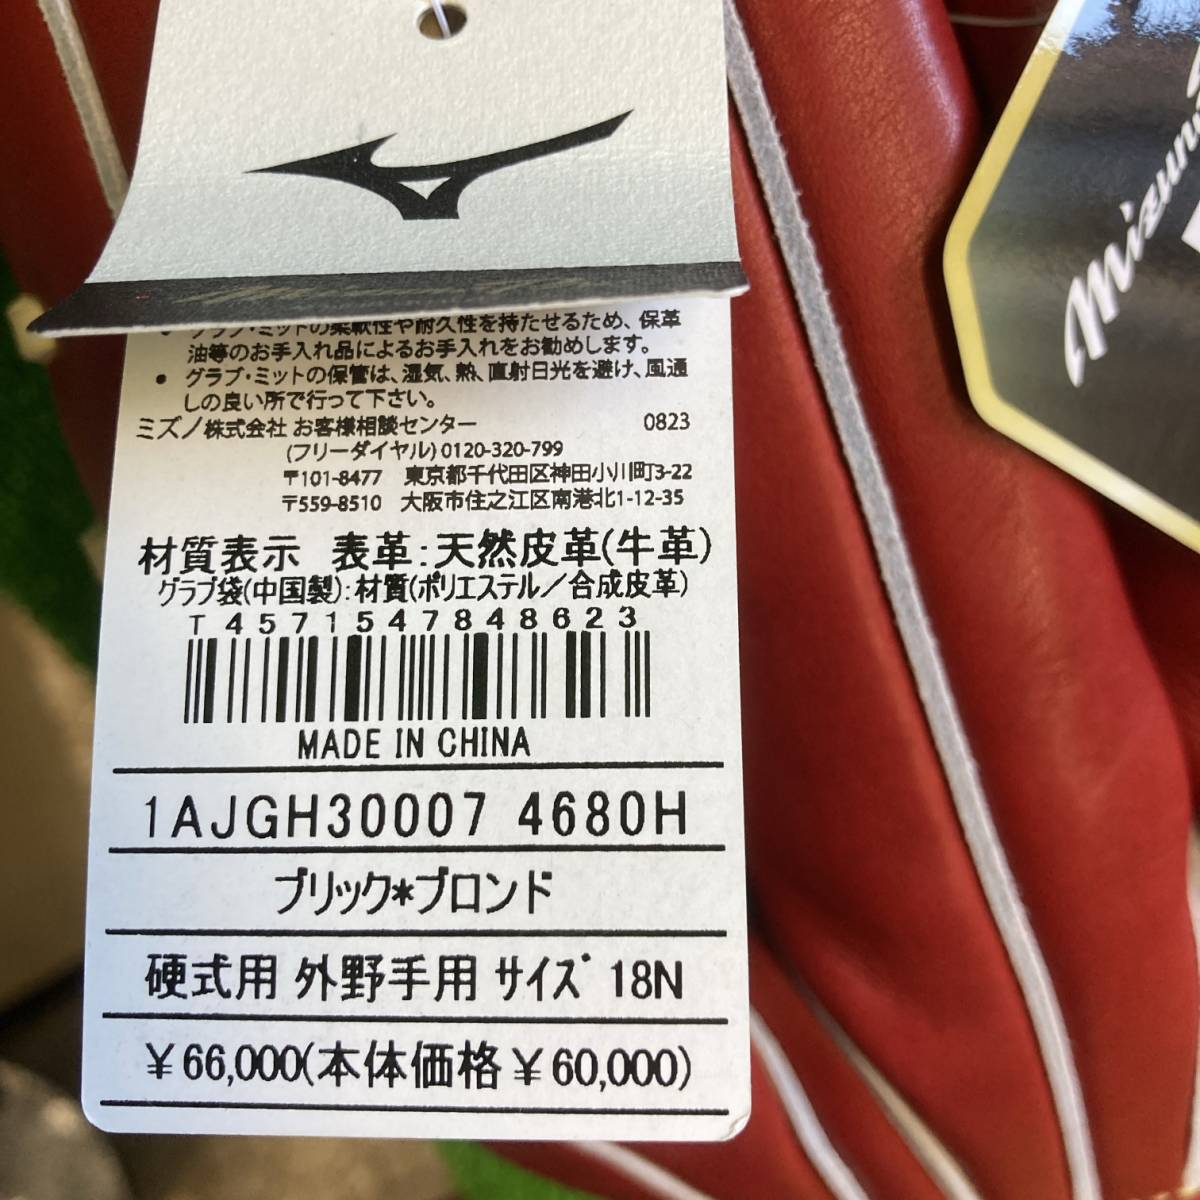 グラブ・ミットの柔軟性や耐久性を持たせるため、保革
油等のお手入れ品によるお手入れをお勧めします。
● グラブ・ミットの保管は、湿気、熱、直射日光を避け、風通
しの良い所で行って下さい。
ミズノ株式会社 お客様相談センター 0823
(フリーダイヤル) 0120-320-799
〒101-8477 東京都千代田区神田小川町3-22
〒559-8510 大阪市住之江区南港北1-12-35
材質表示 表革:天然皮革(牛革)
グラブ袋(中国製):材質(ポリエステル/合成皮革)
T4571547848623
MADE IN CHINA
1AJGH30007 4680H
ブリック*ブロンド
硬式用 外野手用 サイズ 18N
¥66,000(本体価格¥60,000)
Mizuno